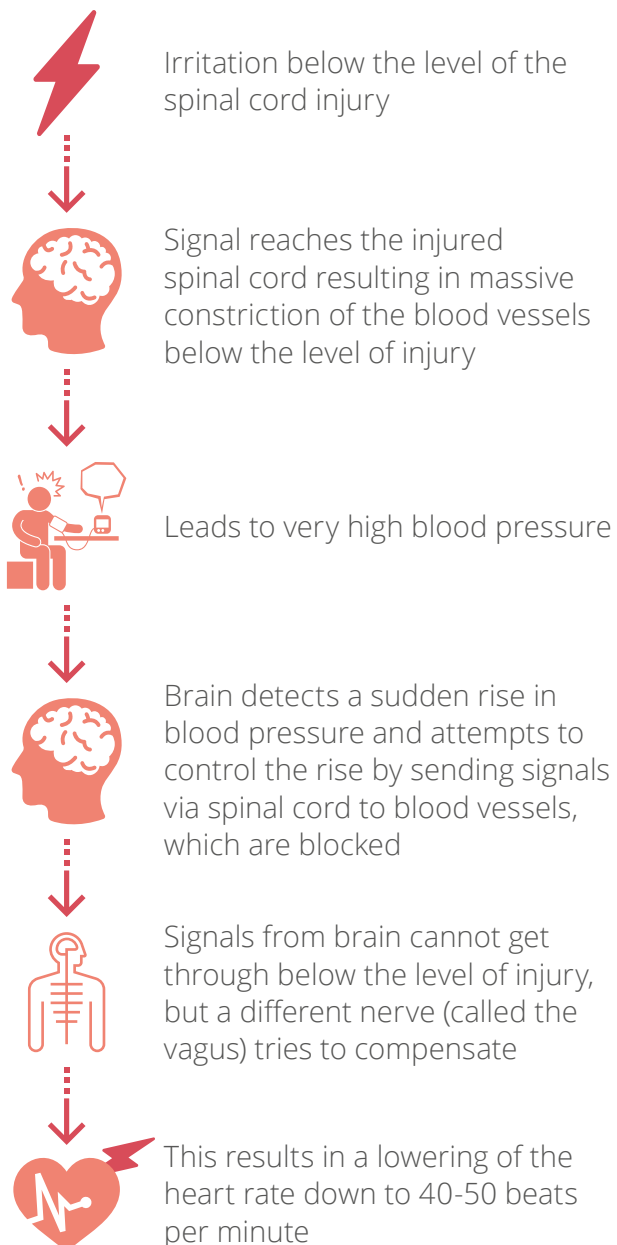 Irritation below the level of the
spinal cord injury
Signal reaches the injured
spinal cord resulting in massive
constriction of the blood vessels
below the level of injury
Leads to very high blood pressure
Brain detects a sudden rise in
blood pressure and attempts to
control the rise by sending signals
via spinal cord to blood vessels,
which are blocked
Signals from brain cannot get
through below the level of injury,
but a different nerve (called the
vagus) tries to compensate
This results in a lowering of the
heart rate down to 40-50 beats
per minute